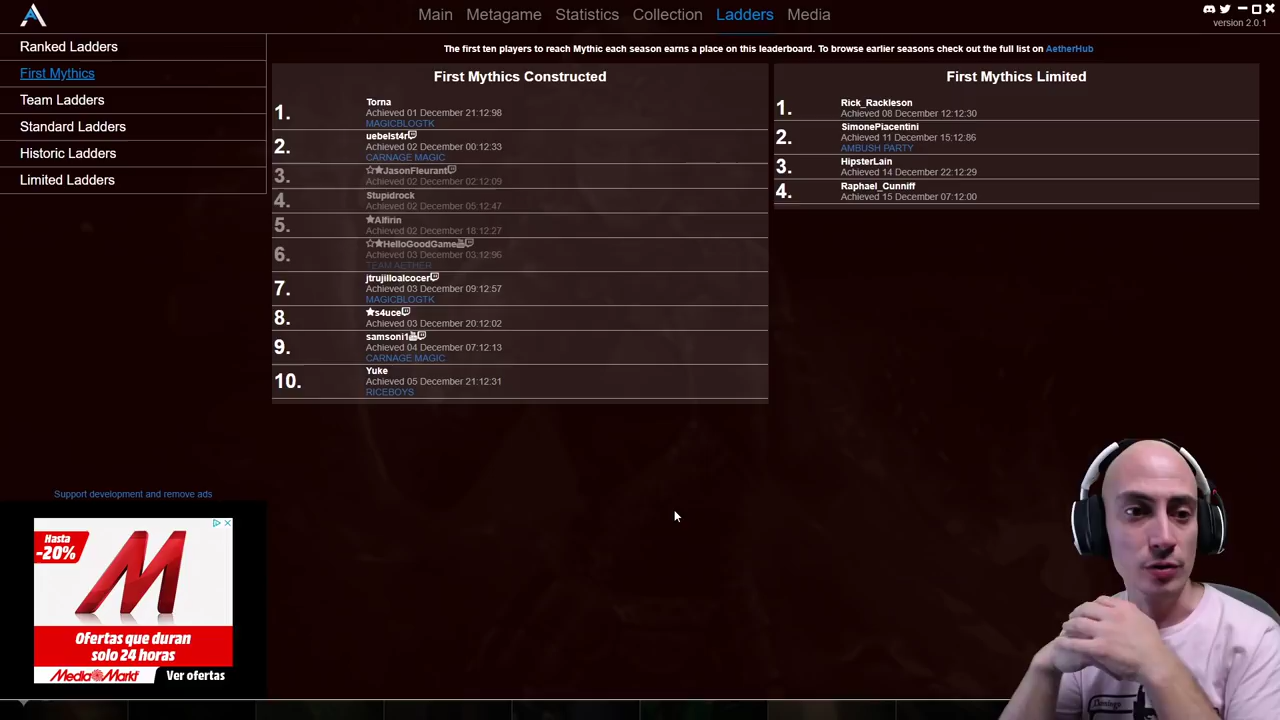 Main Metagame Statistics Collection Ladders Media
version 2.0.1
Ranked Ladders
First Mythics
Team Ladders
Standard Ladders
Historic Ladders
Limited Ladders
The first ten players to reach Mythic each season earns a place on this leaderboard. To browse earlier seasons check out the full list on AetherHub
First Mythics Constructed
1. Torna
Achieved 01 December 21:12:98
MAGICBLOGTK
2. uebelst4r
Achieved 02 December 00:12:33
CARNAGE MAGIC
3. ☆★JasonFleurant
Achieved 02 December 02:12:09
4. Stupidrock
Achieved 02 December 05:12:47
5. ★Alfirin
Achieved 02 December 18:12:27
6. ☆★HelloGoodGame
Achieved 03 December 03:12:96
TEAM AETHER
7. jtrujilloalcocer
Achieved 03 December 09:12:57
MAGICBLOGTK
8. ★s4uce
Achieved 03 December 20:12:02
9. samsoni1
Achieved 04 December 07:12:13
CARNAGE MAGIC
10. Yuke
Achieved 05 December 21:12:31
RICEBOYS
First Mythics Limited
1. Rick_Rackleson
Achieved 08 December 12:12:30
2. SimonePiacentini
Achieved 11 December 15:12:86
AMBUSH PARTY
3. HipsterLain
Achieved 14 December 22:12:29
4. Raphael_Cunniff
Achieved 15 December 07:12:00
Support development and remove ads
Hasta
-20%
M
Ofertas que duran
solo 24 horas
MediaMarkt Ver ofertas